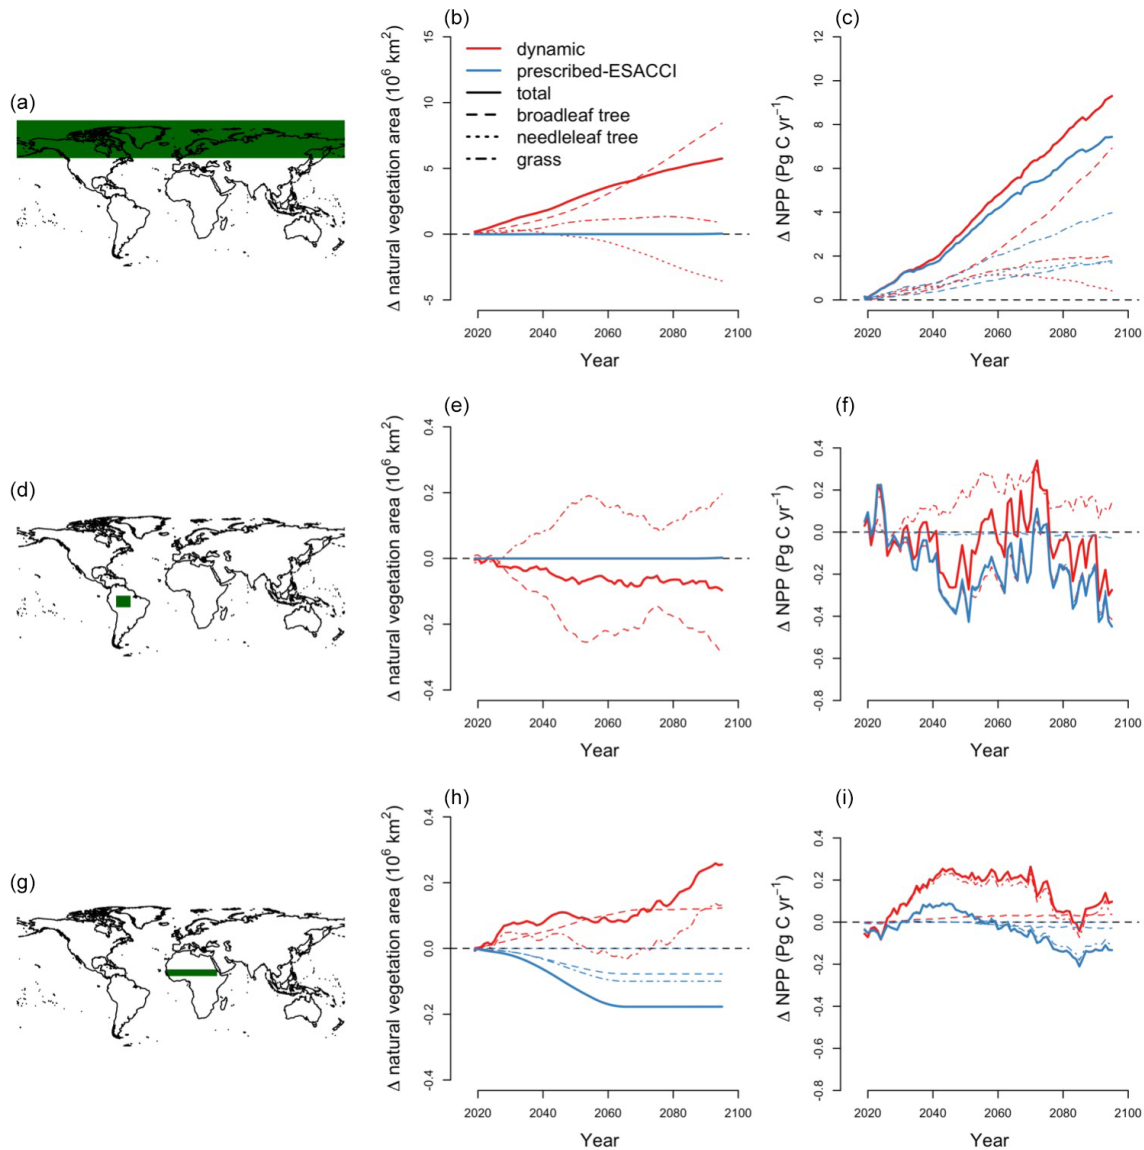 (a)
(b)
Δ natural vegetation area (10⁶ km²)
15
10
5
0
-5
dynamic
prescribed-ESACCI
total
broadleaf tree
needleleaf tree
grass
2020 2040 2060 2080 2100
Year
(c)
Δ NPP (Pg C yr⁻¹)
12
10
8
6
4
2
0
2020 2040 2060 2080 2100
Year
(d)
(e)
Δ natural vegetation area (10⁶ km²)
0.4
0.2
0.0
-0.2
-0.4
2020 2040 2060 2080 2100
Year
(f)
Δ NPP (Pg C yr⁻¹)
0.4
0.2
0.0
-0.2
-0.4
-0.6
-0.8
2020 2040 2060 2080 2100
Year
(g)
(h)
Δ natural vegetation area (10⁶ km²)
0.4
0.2
0.0
-0.2
-0.4
2020 2040 2060 2080 2100
Year
(i)
Δ NPP (Pg C yr⁻¹)
0.4
0.2
0.0
-0.2
-0.4
-0.6
-0.8
2020 2040 2060 2080 2100
Year